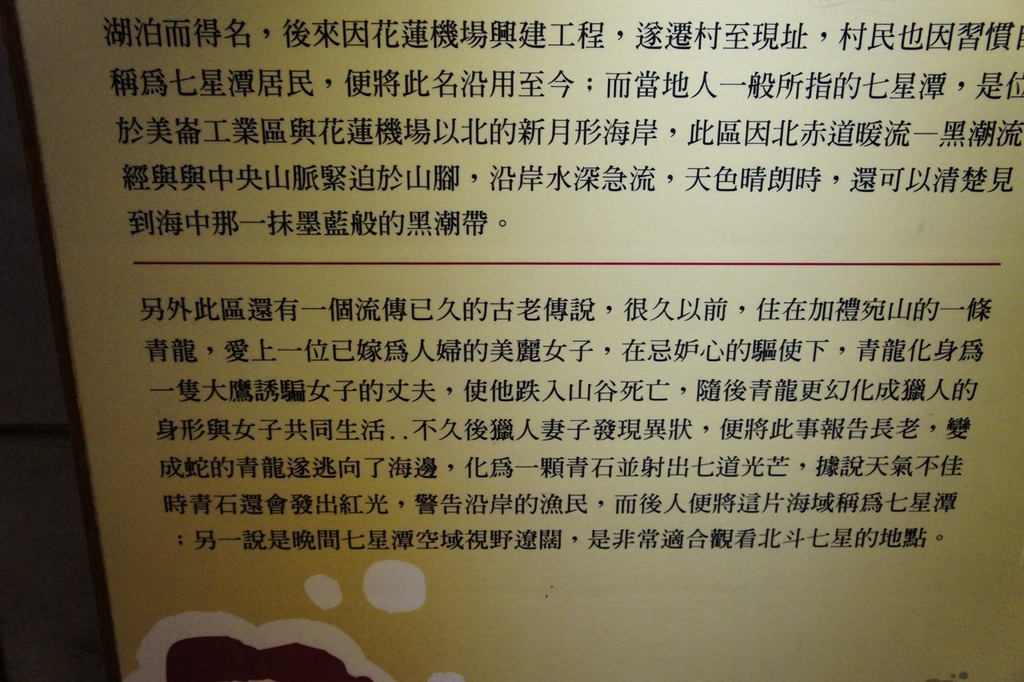 湖泊而得名，後來因花蓮機場興建工程，遂遷村至現址，村民也因習慣自
稱為七星潭居民，便將此名沿用至今；而當地人一般所指的七星潭，是位
於美崙工業區與花蓮機場以北的新月形海岸，此區因北赤道暖流—黑潮流
經與與中央山脈緊迫於山腳，沿岸水深急流，天色晴朗時，還可以清楚見
到海中那一抹墨藍般的黑潮帶。
另外此區還有一個流傳已久的古老傳說，很久以前，住在加禮宛山的一條
青龍，愛上一位已嫁為人婦的美麗女子，在忌妒心的驅使下，青龍化身為
一隻大鷹誘騙女子的丈夫，使他跌入山谷死亡，隨後青龍更幻化成獵人的
身形與女子共同生活..不久後獵人妻子發現異狀，便將此事報告長老，變
成蛇的青龍遂逃向了海邊，化為一顆青石並射出七道光芒，據說天氣不佳
時青石還會發出紅光，警告沿岸的漁民，而後人便將這片海域稱為七星潭
；另一說是晚間七星潭空域視野遼闊，是非常適合觀看北斗七星的地點。